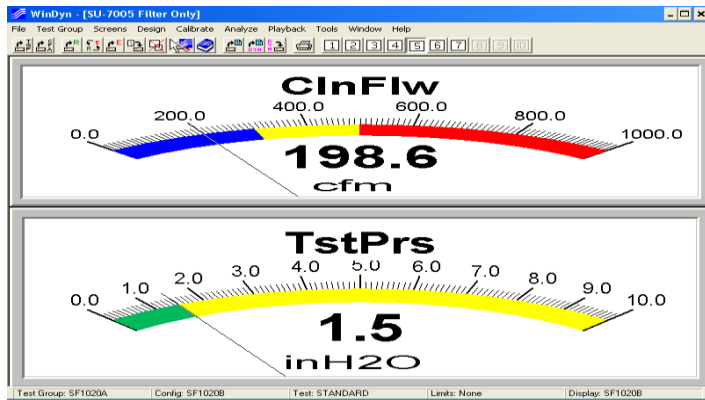 WinDyn - [SU-7005 Filter Only]
File Test Group Screens Design Calibrate Analyze Playback Tools Window Help
1 2 3 4 5 6 7 8 9 10
ClnFlw
0.0 200.0 400.0 600.0 800.0 1000.0
198.6
cfm
TstPrs
0.0 1.0 2.0 3.0 4.0 5.0 6.0 7.0 8.0 9.0 10.0
1.5
inH2O
Test Group: SF1020A Config: SF1020B Test: STANDARD Limits: None Display: SF1020B